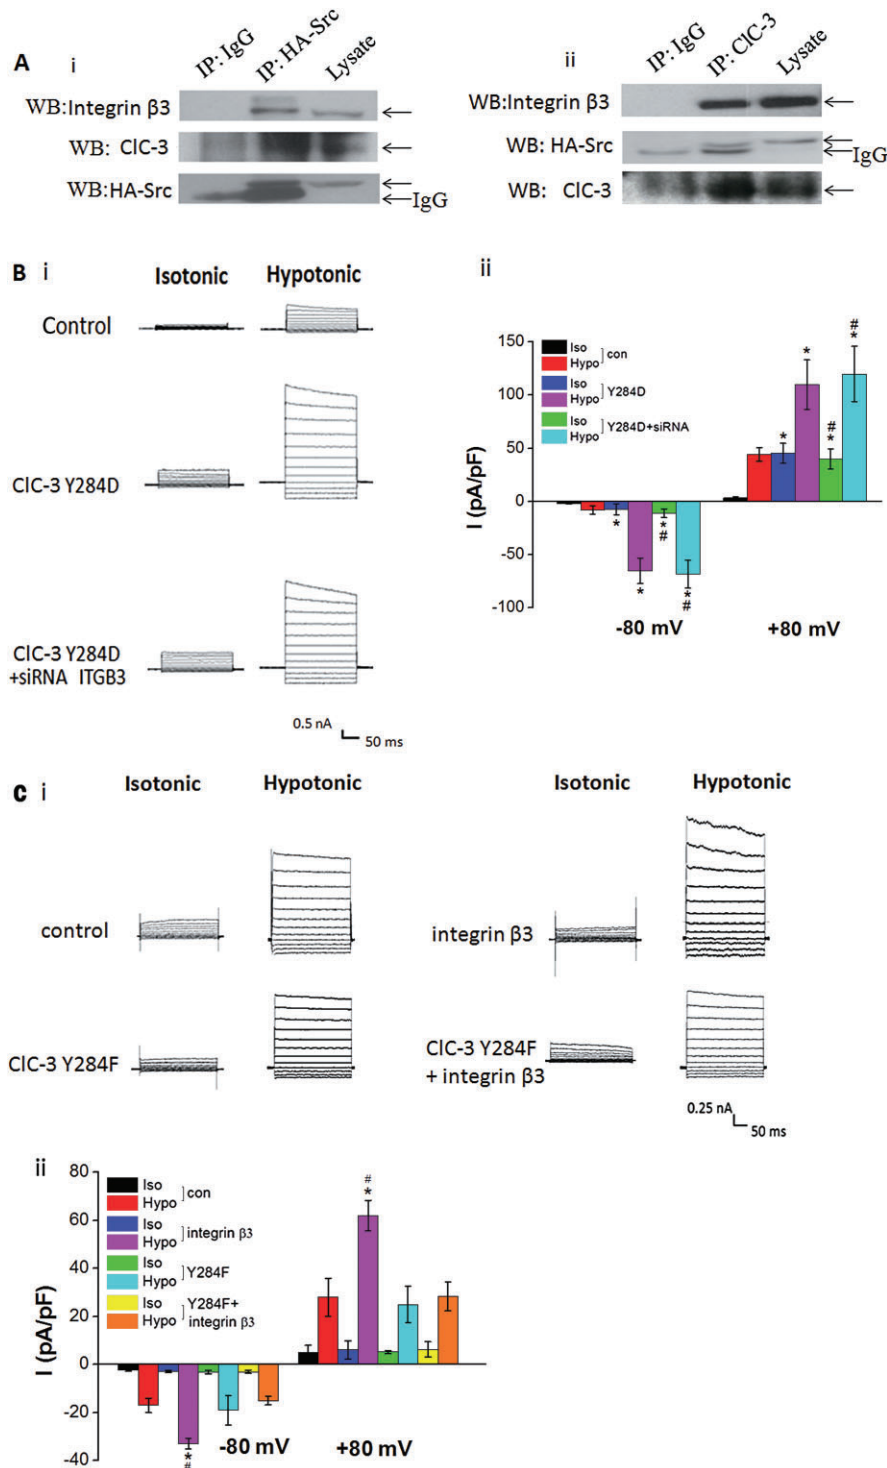 A
i
IP: IgG
IP: HA-Src
Lysate
WB:Integrin β3
WB: ClC-3
WB:HA-Src
IgG
ii
IP: IgG
IP: ClC-3
Lysate
WB:Integrin β3
WB: HA-Src
IgG
WB: ClC-3
B i
Isotonic Hypotonic
Control
ClC-3 Y284D
ClC-3 Y284D
+siRNA ITGB3
0.5 nA
50 ms
ii
I (pA/pF)
150
100
50
0
-50
-100
Iso
Hypo
con
Iso
Hypo
Y284D
Iso
Hypo
Y284D+siRNA
*
*
*
#
*
#
*
*
#
*
#
*
-80 mV
+80 mV
C i
Isotonic Hypotonic
control
ClC-3 Y284F
Isotonic Hypotonic
integrin β3
ClC-3 Y284F
+ integrin β3
0.25 nA
50 ms
ii
I (pA/pF)
80
60
40
20
0
-20
-40
Iso
Hypo
con
Iso
Hypo
integrin β3
Iso
Hypo
Y284F
Iso
Hypo
Y284F+
integrin β3
#
*
*
#
-80 mV
+80 mV